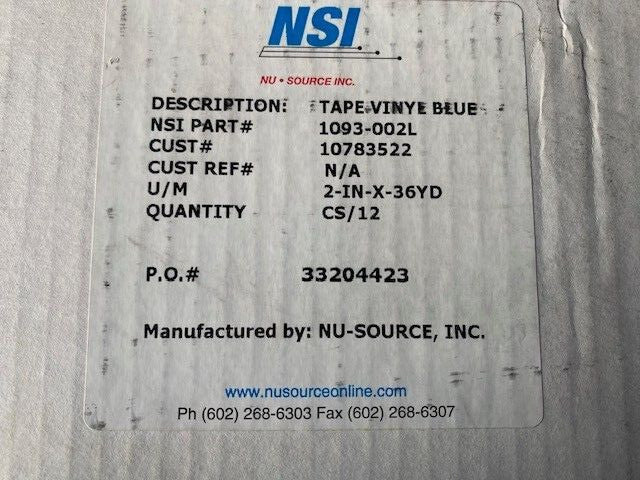 NSI
NU • SOURCE INC.
DESCRIPTION: TAPE VINYL BLUE
NSI PART# 1093-002L
CUST# 10783522
CUST REF# N/A
U/M 2-IN-X-36YD
QUANTITY CS/12
P.O.# 33204423
Manufactured by: NU-SOURCE, INC.
www.nusourceonline.com
Ph (602) 268-6303 Fax (602) 268-6307